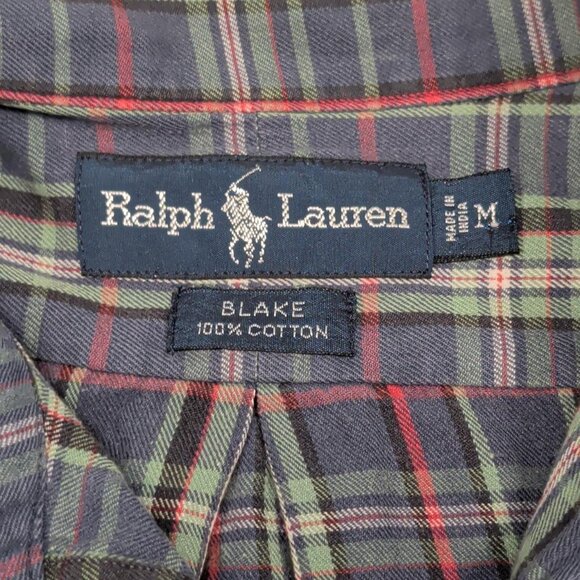 Ralph Lauren
MADE IN
INDIA
M
BLAKE
100% COTTON